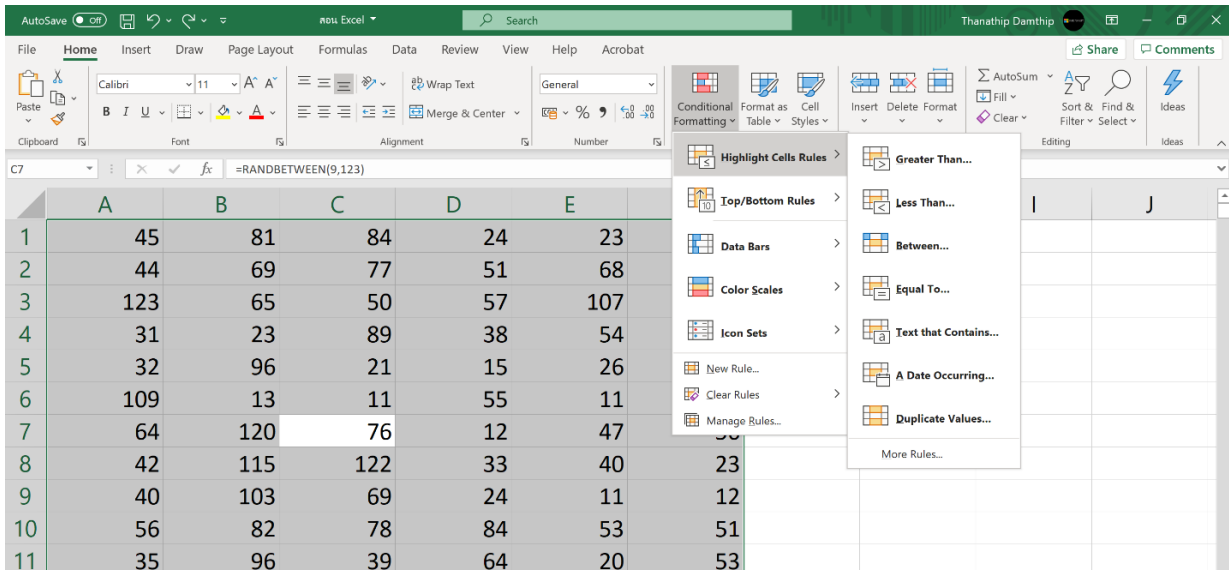 AutoSave Off สอน Excel Search Thanathip Damthip
File Home Insert Draw Page Layout Formulas Data Review View Help Acrobat Share Comments
Calibri 11 A^ Aˇ Wrap Text General AutoSum
Paste Conditional Format as Cell Insert Delete Format Fill Sort & Find & Ideas
B I U A Merge & Center % 9 Formatting Table Styles Clear Filter Select
Clipboard Font Alignment Number Editing Ideas
C7 fx =RANDBETWEEN(9,123)
Highlight Cells Rules
Top/Bottom Rules
Data Bars
Color Scales
Icon Sets
New Rule...
Clear Rules
Manage Rules...
Greater Than...
Less Than...
Between...
Equal To...
Text that Contains...
A Date Occurring...
Duplicate Values...
More Rules...
A B C D E I J
1 45 81 84 24 23
2 44 69 77 51 68
3 123 65 50 57 107
4 31 23 89 38 54
5 32 96 21 15 26
6 109 13 11 55 11
7 64 120 76 12 47
8 42 115 122 33 40 23
9 40 103 69 24 11 12
10 56 82 78 84 53 51
11 35 96 39 64 20 53